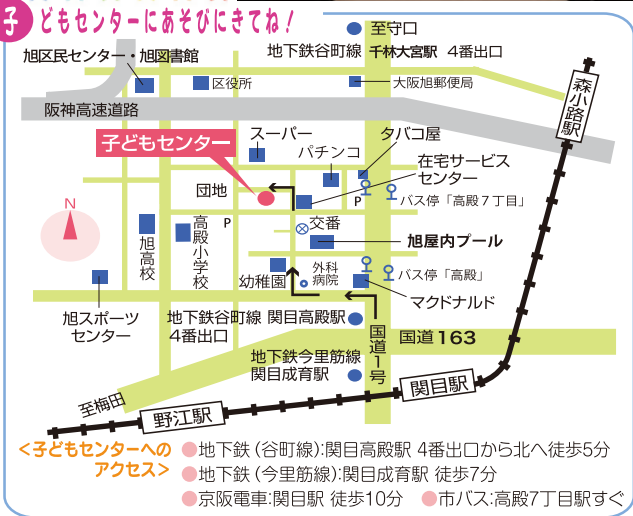 子どもセンターにあそびにきてね!
至守口
旭区民センター・旭図書館
地下鉄谷町線 千林大宮駅 4番出口
区役所
大阪旭郵便局
森小路駅
阪神高速道路
子どもセンター
スーパー
パチンコ
タバコ屋
在宅サービス
センター
団地
P
バス停「高殿7丁目」
N
旭高校
高殿小学校
P
交番
旭屋内プール
幼稚園
外科
病院
バス停「高殿」
マクドナルド
旭スポーツ
センター
地下鉄谷町線 関目高殿駅
4番出口
国道1号
国道163
地下鉄今里筋線
関目成育駅
至梅田
野江駅
関目駅
<子どもセンターへの
アクセス>
地下鉄(谷町線):関目高殿駅 4番出口から北へ徒歩5分
地下鉄(今里筋線):関目成育駅 徒歩7分
京阪電車:関目駅 徒歩10分 市バス:高殿7丁目駅すぐ